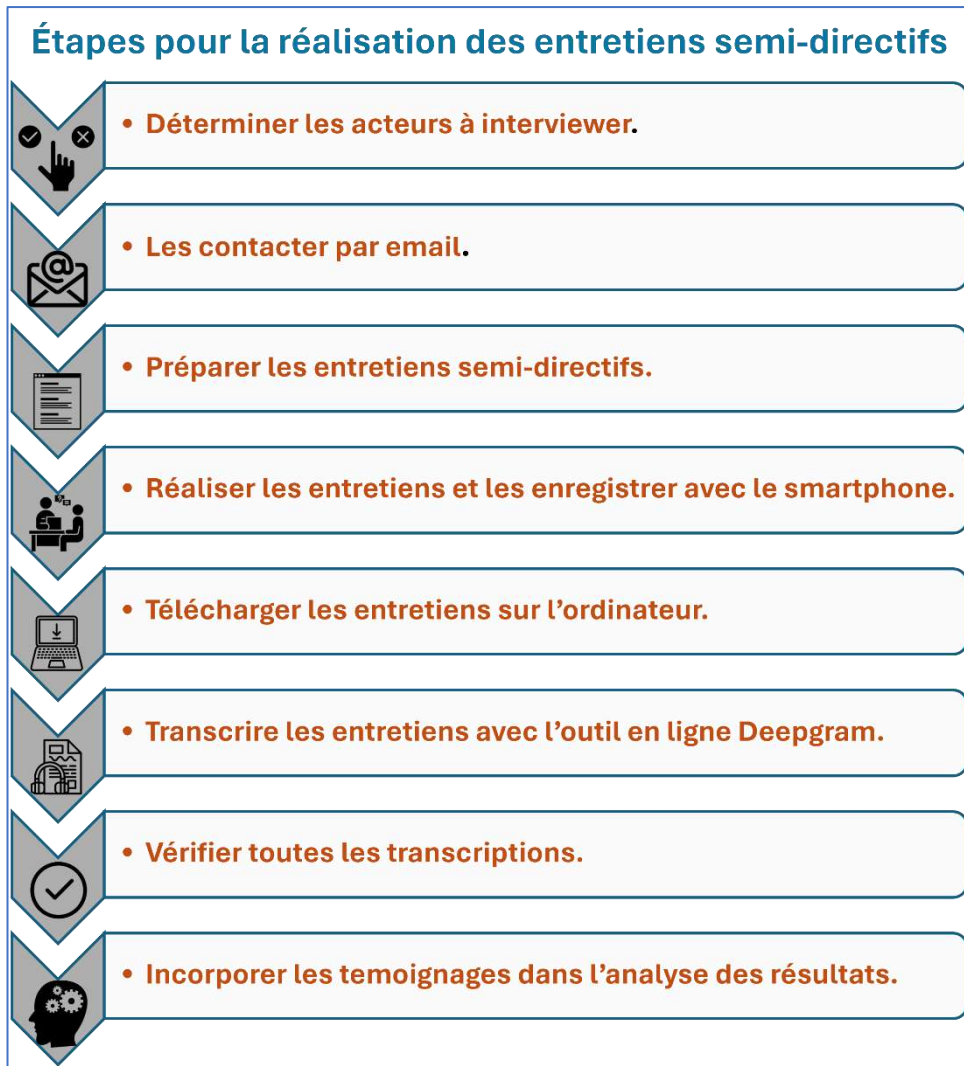 Étapes pour la réalisation des entretiens semi-directifs
• Déterminer les acteurs à interviewer.
• Les contacter par email.
• Préparer les entretiens semi-directifs.
• Réaliser les entretiens et les enregistrer avec le smartphone.
• Télécharger les entretiens sur l’ordinateur.
• Transcrire les entretiens avec l’outil en ligne Deepgram.
• Vérifier toutes les transcriptions.
• Incorporer les temoignages dans l’analyse des résultats.